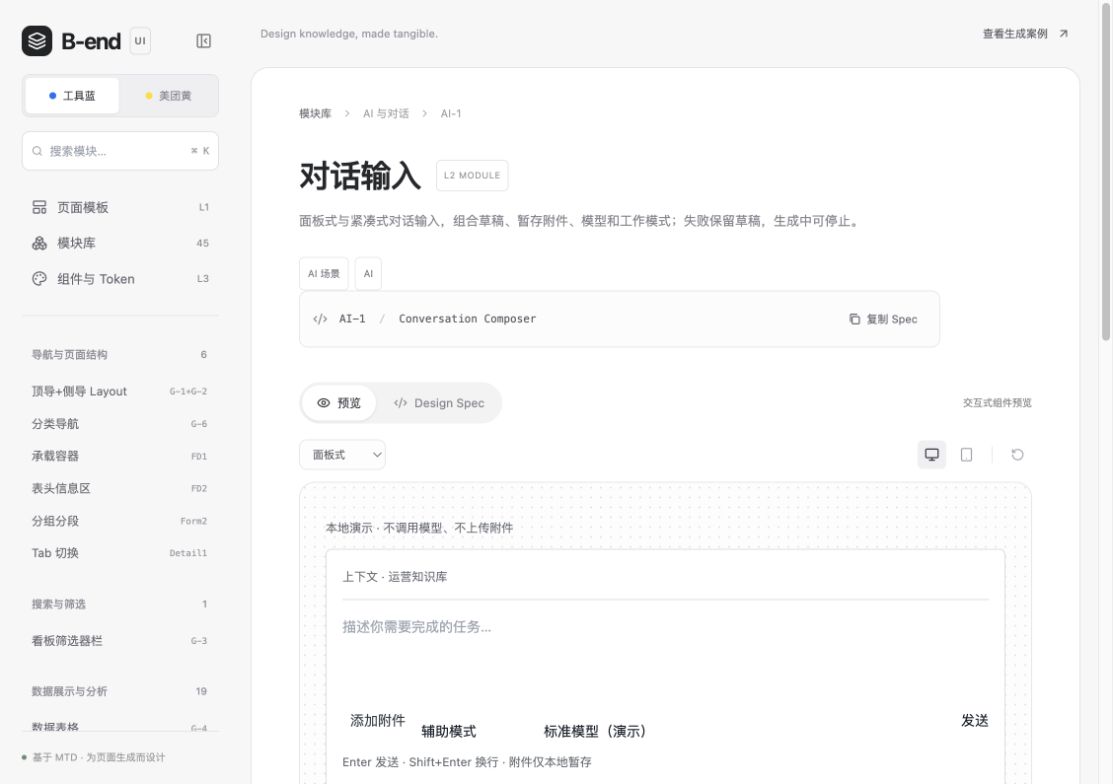 B-end UI
工具蓝 美团黄
搜索模块... ⌘ K
页面模板 L1
模块库 45
组件与 Token L3
导航与页面结构 6
顶导+侧导 Layout G-1+G-2
分类导航 G-6
承载容器 FD1
表头信息区 FD2
分组分段 Form2
Tab 切换 Detail1
搜索与筛选 1
看板筛选器栏 G-3
数据展示与分析 19
数据表格 G-4
基于 MTD · 为页面生成而设计
Design knowledge, made tangible.
查看生成案例
模块库 > AI 与对话 > AI-1
对话输入 L2 MODULE
面板式与紧凑式对话输入，组合草稿、暂存附件、模型和工作模式；失败保留草稿，生成中可停止。
AI 场景 AI
</> AI-1 / Conversation Composer 复制 Spec
预览 </> Design Spec 交互式组件预览
面板式
本地演示 · 不调用模型、不上传附件
上下文 · 运营知识库
描述你需要完成的任务...
添加附件 辅助模式 标准模型（演示） 发送
Enter 发送 · Shift+Enter 换行 · 附件仅本地暂存